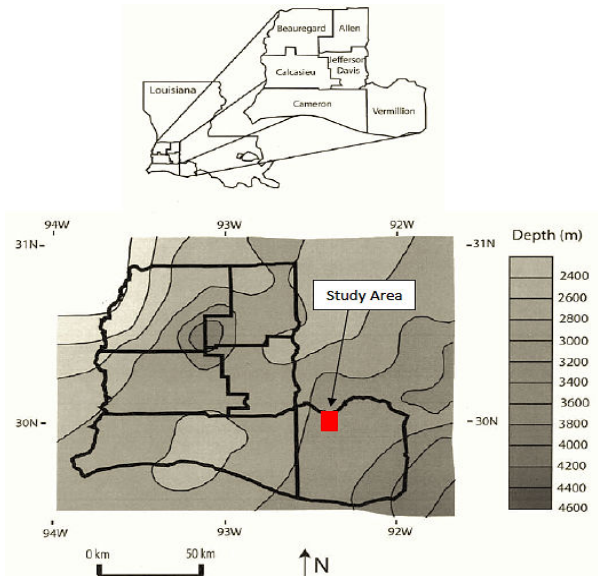 Beauregard
Allen
Jefferson
Davis
Calcasieu
Louisiana
Cameron
Vermillion
94W
93W
92W
31N
31N
Depth (m)
2400
2600
2800
3000
3200
3400
3600
3800
4000
4200
4400
4600
Study Area
30N
30N
94W
93W
92W
0 km
50 km
N